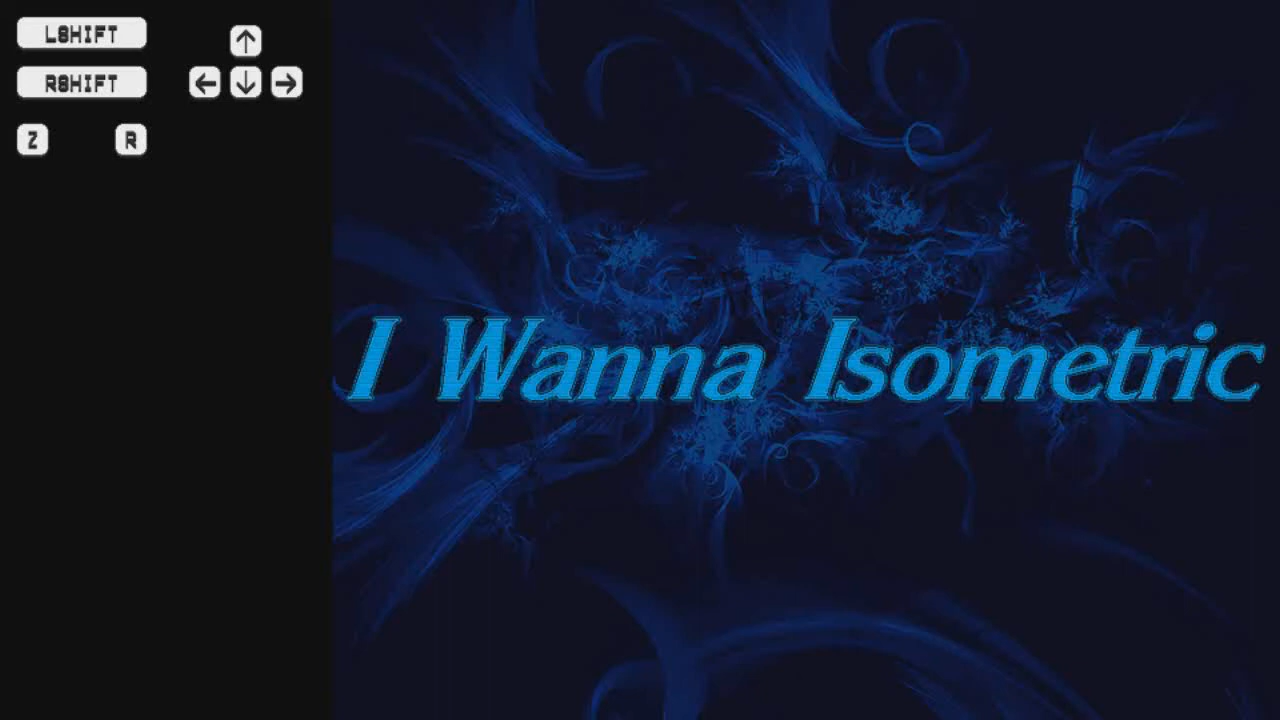 LSHIFT
↑
RSHIFT
← ↓ →
Z R
I Wanna Isometric